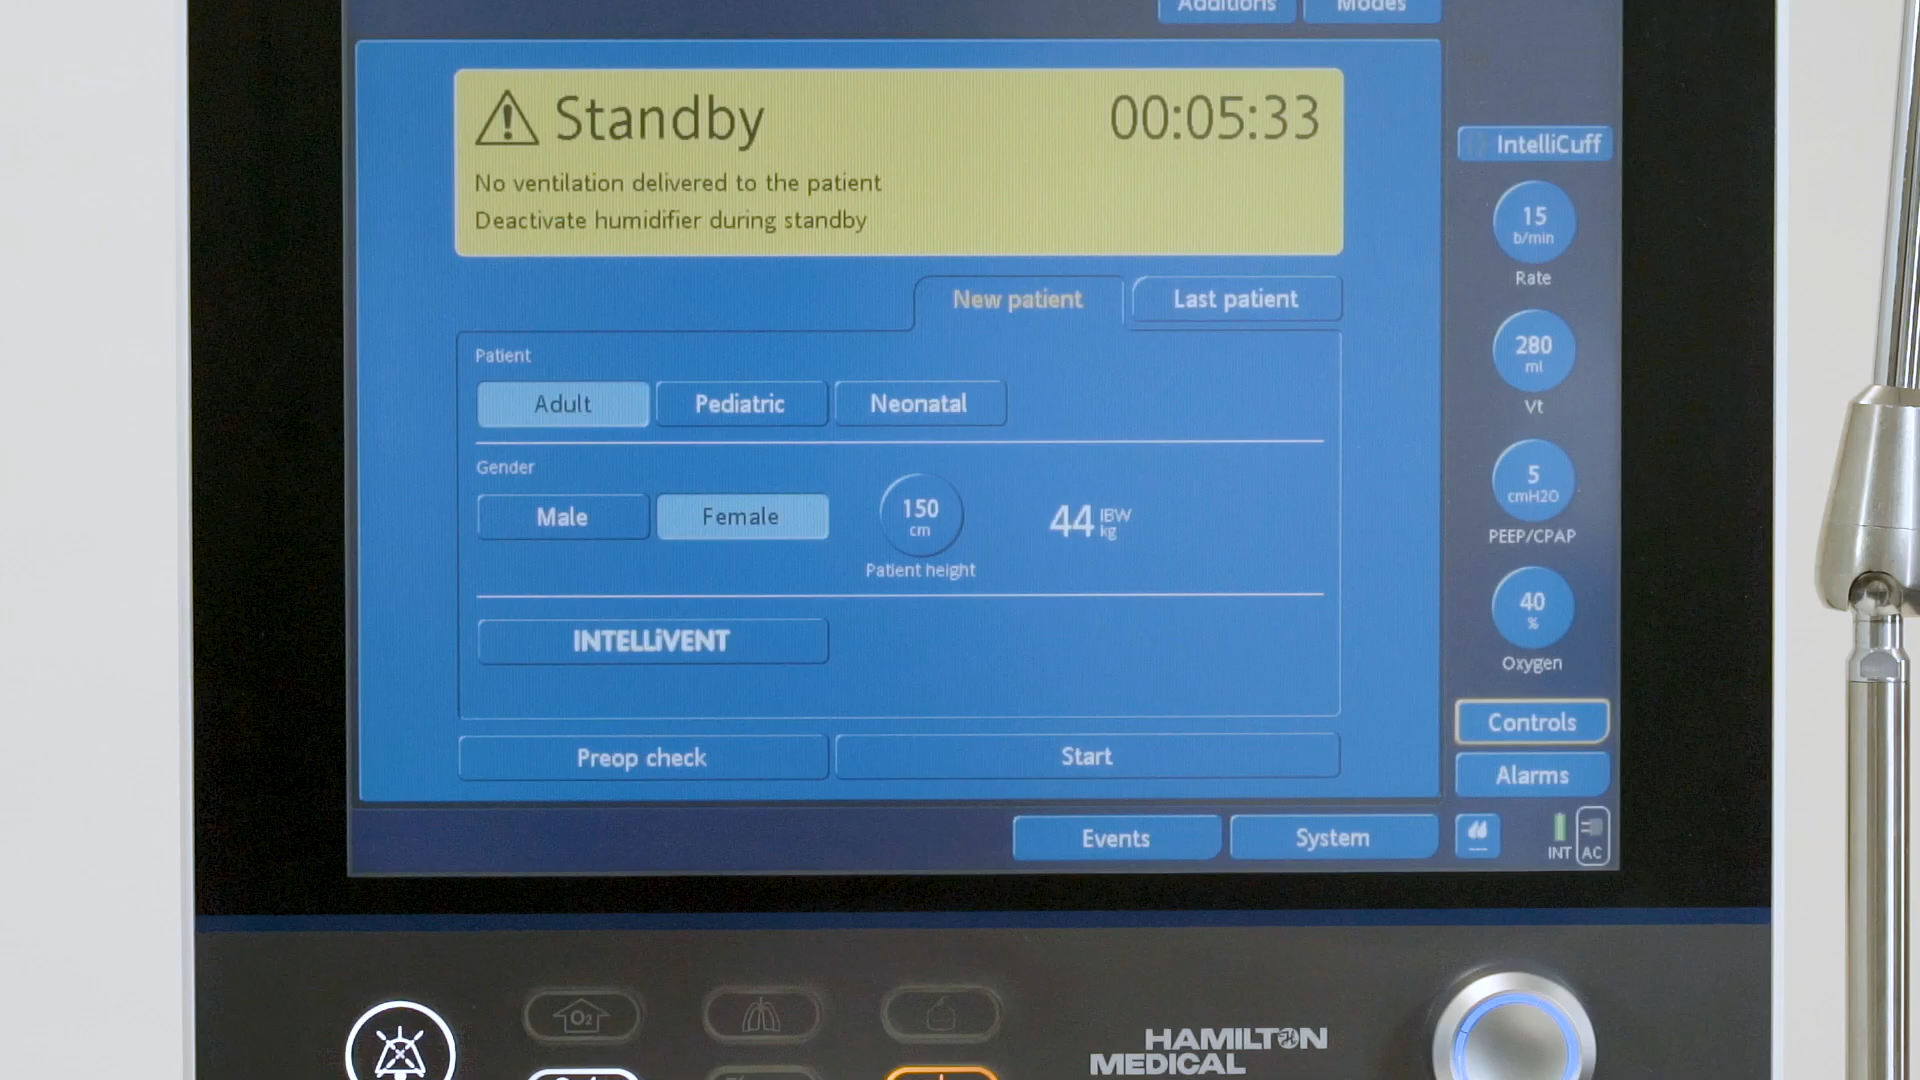 Additions
Modes
Standby
00:05:33
No ventilation delivered to the patient
Deactivate humidifier during standby
New patient
Last patient
Patient
Adult
Pediatric
Neonatal
Gender
Male
Female
150
cm
Patient height
44 IBW
kg
INTELLiVENT
Preop check
Start
Events
System
IntelliCuff
15
b/min
Rate
280
ml
Vt
5
cmH2O
PEEP/CPAP
40
%
Oxygen
Controls
Alarms
INT
AC
O2
HAMILTON
MEDICAL